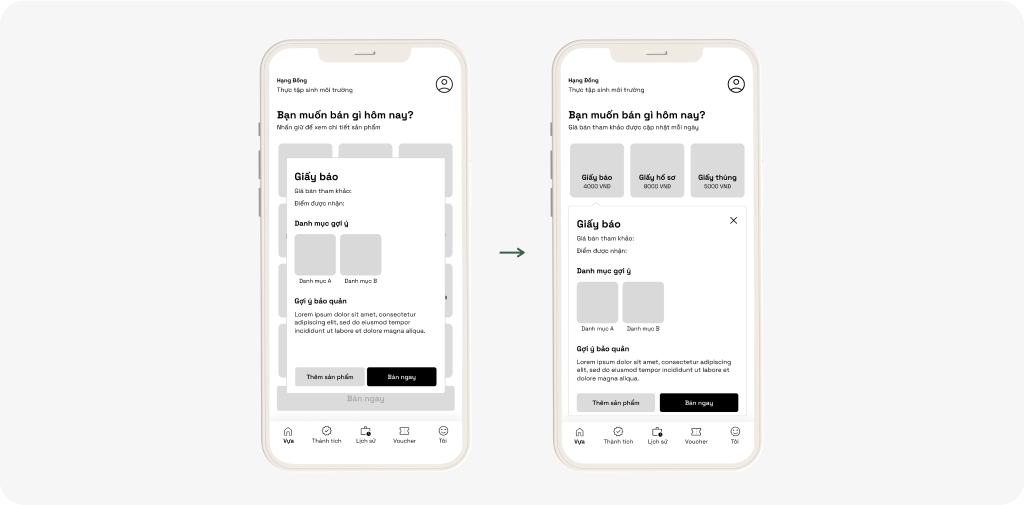 Hạng Đồng
Thực tập sinh môi trường
Bạn muốn bán gì hôm nay?
Nhấn giữ để xem chi tiết sản phẩm
Giấy báo
Giá bán tham khảo:
Điểm được nhận:
Danh mục gợi ý
Danh mục A
Danh mục B
Gợi ý bảo quản
Lorem ipsum dolor sit amet, consectetur
adipiscing elit, sed do eiusmod tempor
incididunt ut labore et dolore magna aliqua.
Thêm sản phẩm
Bán ngay
Bán ngay
Vựa
Thành tích
Lịch sử
Voucher
Tôi
Hạng Đồng
Thực tập sinh môi trường
Bạn muốn bán gì hôm nay?
Giá bán tham khảo được cập nhật mỗi ngày
Giấy báo
4000 VNĐ
Giấy hồ sơ
8000 VNĐ
Giấy thùng
5000 VNĐ
Giấy báo
Giá bán tham khảo:
Điểm được nhận:
Danh mục gợi ý
Danh mục A
Danh mục B
Gợi ý bảo quản
Lorem ipsum dolor sit amet, consectetur adipiscing
elit, sed do eiusmod tempor incididunt ut labore et
dolore magna aliqua.
Thêm sản phẩm
Bán ngay
Vựa
Thành tích
Lịch sử
Voucher
Tôi